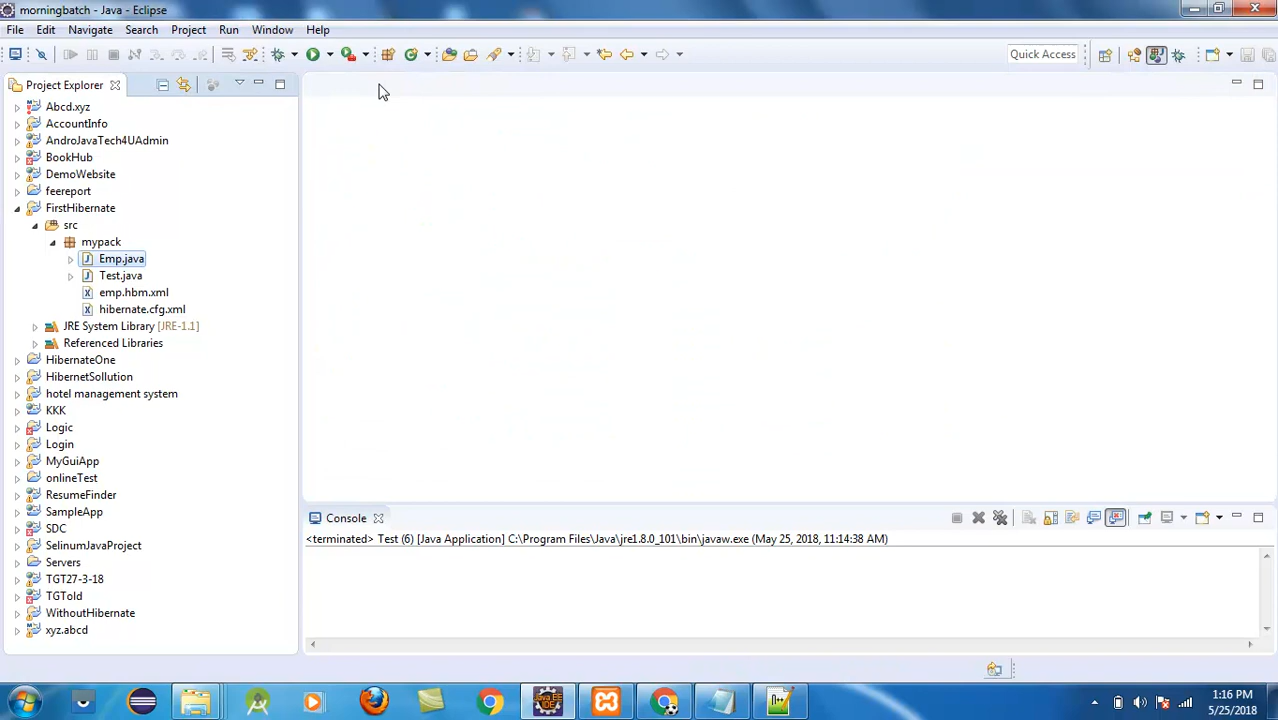 morningbatch - Java - Eclipse
File Edit Navigate Search Project Run Window Help
Quick Access
Project Explorer
Abcd.xyz
AccountInfo
AndroJavaTech4UAdmin
BookHub
DemoWebsite
feereport
FirstHibernate
src
mypack
Emp.java
Test.java
emp.hbm.xml
hibernate.cfg.xml
JRE System Library [JRE-1.1]
Referenced Libraries
HibernateOne
HibernetSollution
hotel management system
KKK
Logic
Login
MyGuiApp
onlineTest
ResumeFinder
SampleApp
SDC
SelinumJavaProject
Servers
TGT27-3-18
TGTold
WithoutHibernate
xyz.abcd
Console
<terminated> Test (6) [Java Application] C:\Program Files\Java\jre1.8.0_101\bin\javaw.exe (May 25, 2018, 11:14:38 AM)
Java EE
IDE
1:16 PM
5/25/2018